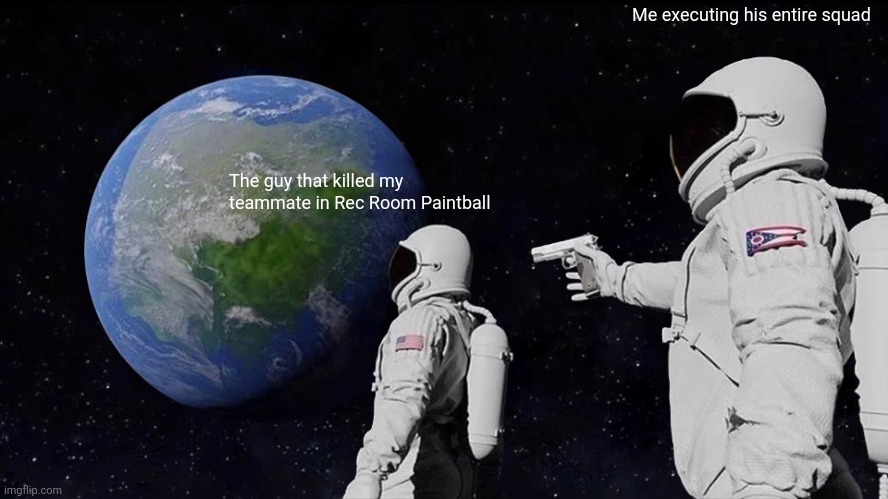 Me executing his entire squad
The guy that killed my
teammate in Rec Room Paintball
imgflip.com